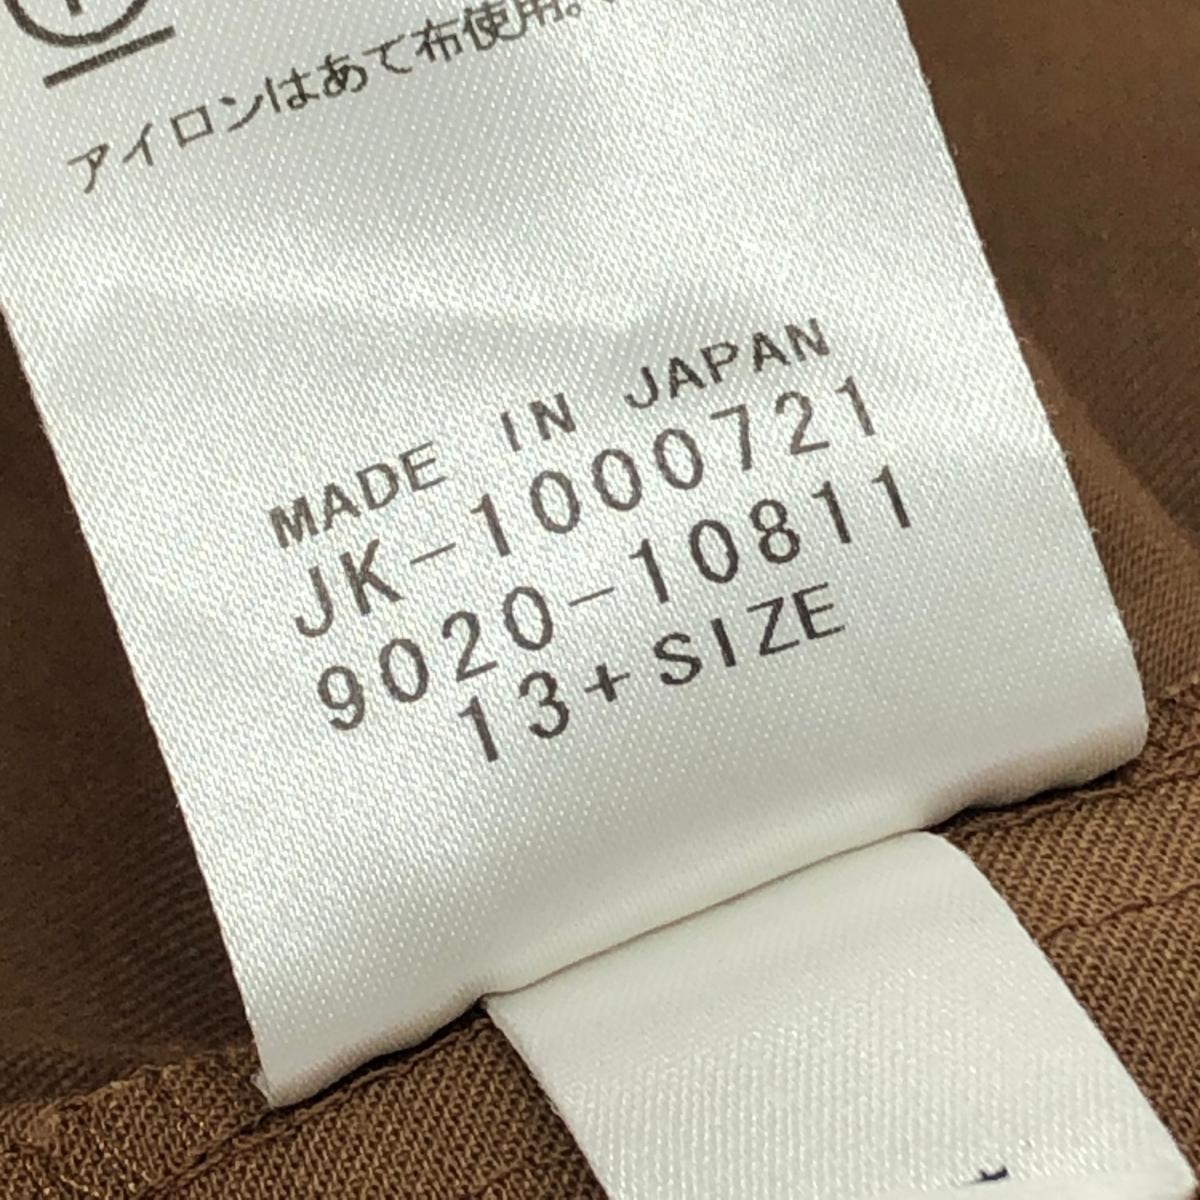 アイロンはあて布使用。
MADE IN JAPAN
JK-1000721
9020-10811
13+SIZE